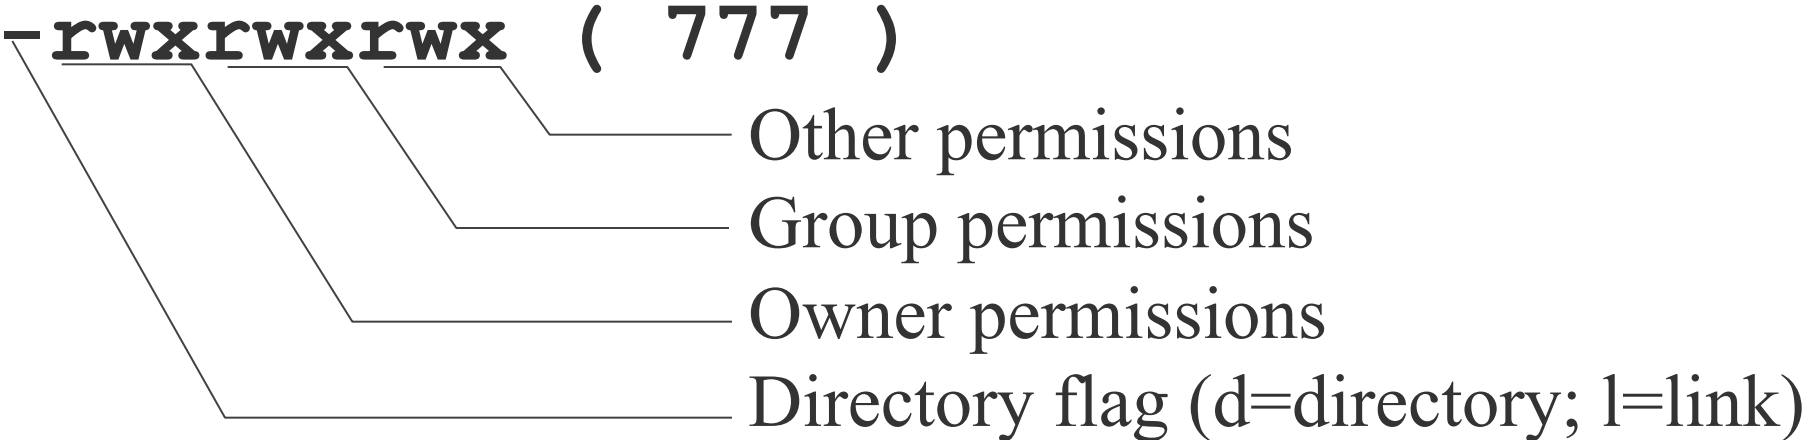 -rwxrwxrwx ( 777 )
Other permissions
Group permissions
Owner permissions
Directory flag (d=directory; l=link)